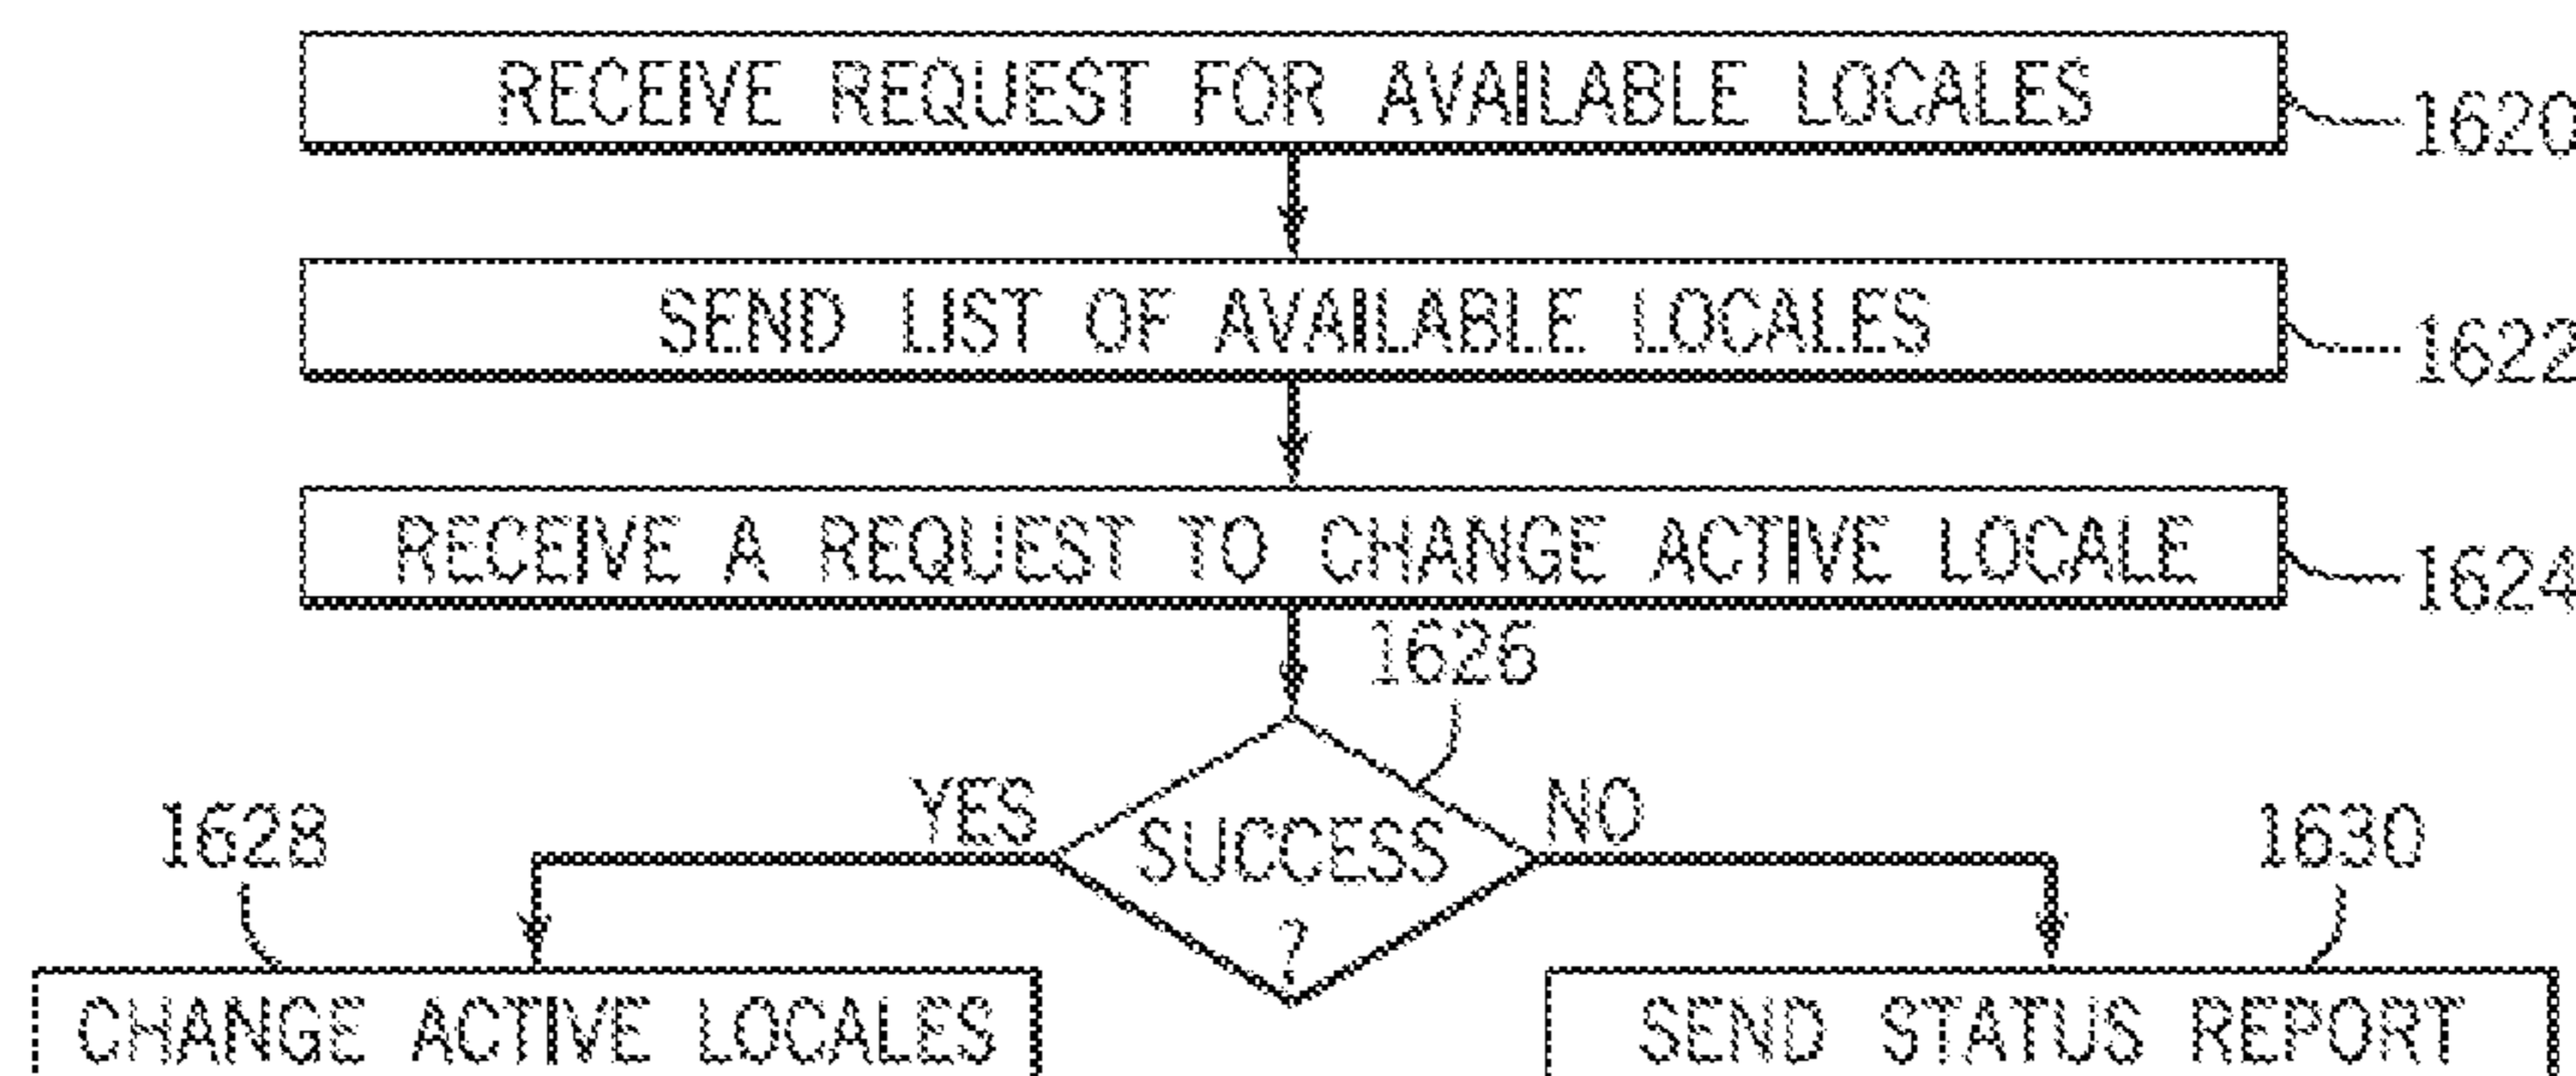 RECEIVE REQUEST FOR AVAILABLE LOCALES
1620
SEND LIST OF AVAILABLE LOCALES
1622
RECEIVE A REQUEST TO CHANGE ACTIVE LOCALE
1624
1626
YES
NO
SUCCESS
?
1628
1630
CHANGE ACTIVE LOCALES
SEND STATUS REPORT